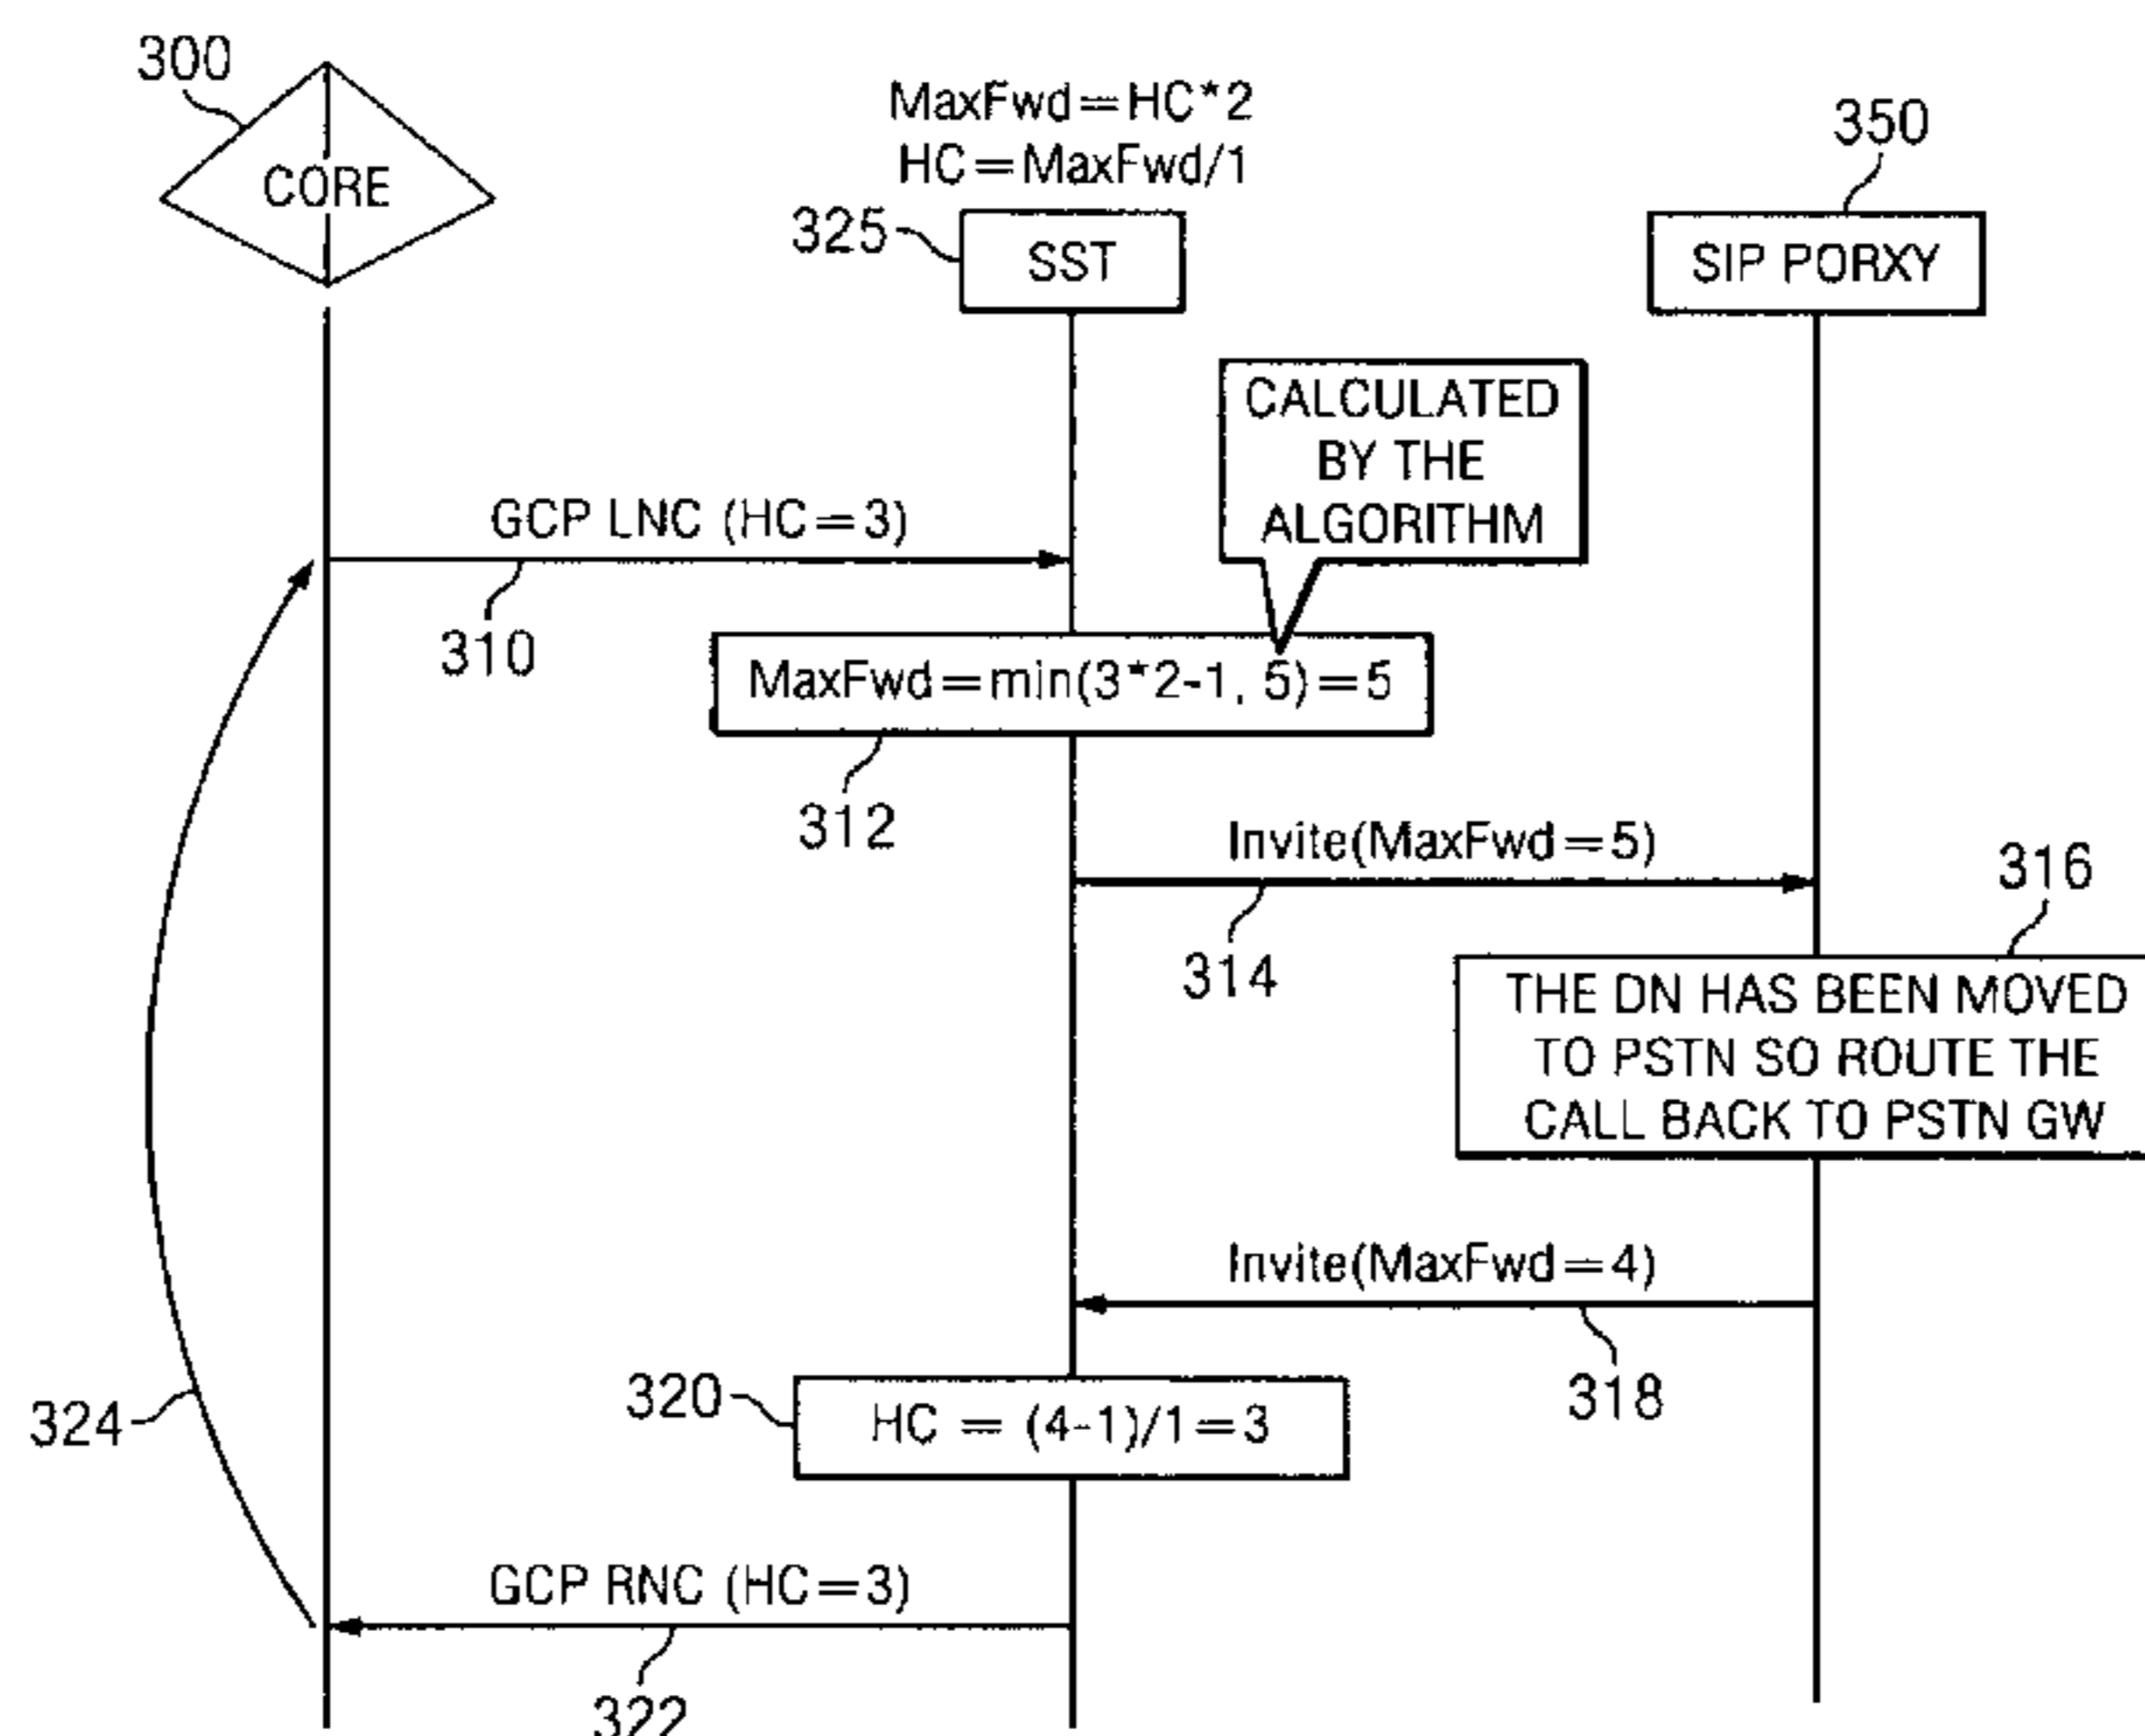 300
CORE
MaxFwd=HC*2
HC=MaxFwd/1
325
SST
350
SIP PORXY
CALCULATED
BY THE
ALGORITHM
GCP LNC (HC=3)
310
MaxFwd=min(3*2-1, 5)=5
312
Invite(MaxFwd=5)
314
316
THE DN HAS BEEN MOVED
TO PSTN SO ROUTE THE
CALL BACK TO PSTN GW
Invite(MaxFwd=4)
318
320
HC = (4-1)/1=3
324
GCP RNC (HC=3)
322